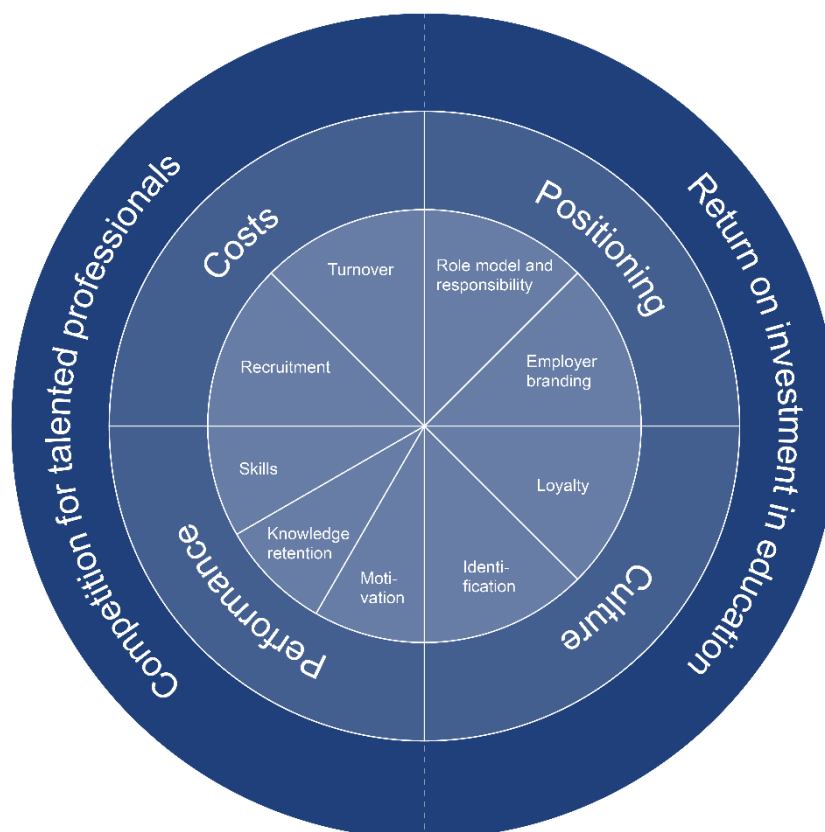 Competition for talented professionals
Return on investment in education
Costs
Positioning
Turnover
Role model and
responsibility
Recruitment
Employer
branding
Skills
Loyalty
Knowledge
retention
Moti-
vation
Identi-
fication
Performance
Culture